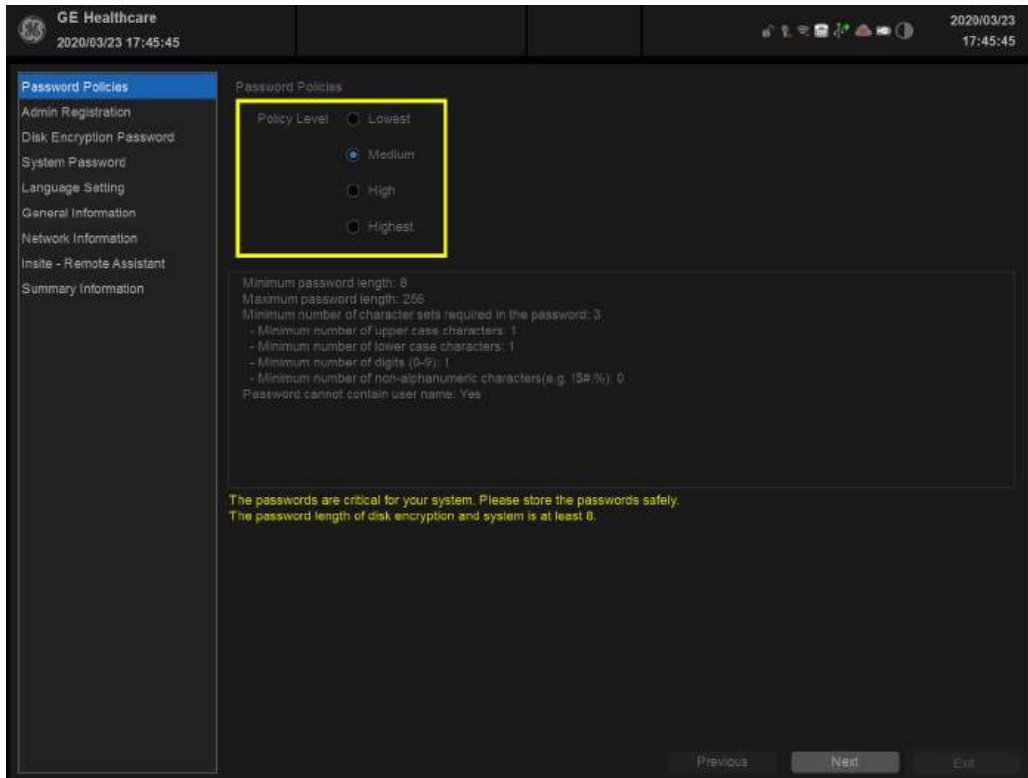 GE Healthcare
2020/03/23 17:45:45
2020/03/23
17:45:45
Password Policies
Admin Registration
Disk Encryption Password
System Password
Language Setting
General Information
Network Information
Insite - Remote Assistant
Summary Information
Password Policies
Policy Level Lowest
Medium
High
Highest
Minimum password length: 8
Maximum password length: 256
Minimum number of character sets required in the password: 3
- Minimum number of upper case characters: 1
- Minimum number of lower case characters: 1
- Minimum number of digits (0-9): 1
- Minimum number of non-alphanumeric characters(e.g. !$#,%): 0
Password cannot contain user name: Yes
The passwords are critical for your system. Please store the passwords safely.
The password length of disk encryption and system is at least 8.
Previous Next Exit